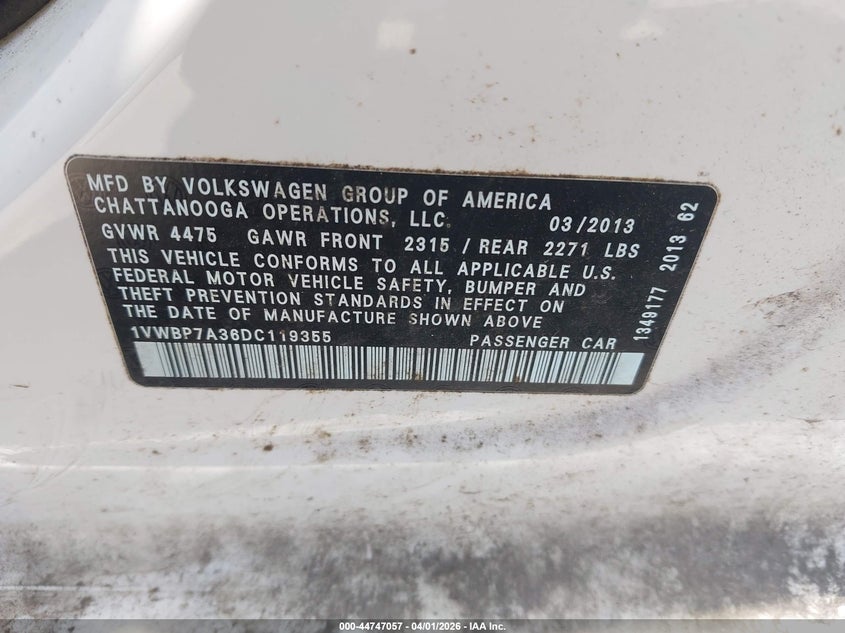 MFD BY VOLKSWAGEN GROUP OF AMERICA
CHATTANOOGA OPERATIONS, LLC. 03/2013
GVWR 4475 GAWR FRONT 2315 / REAR 2271 LBS
THIS VEHICLE CONFORMS TO ALL APPLICABLE U.S.
FEDERAL MOTOR VEHICLE SAFETY, BUMPER AND
THEFT PREVENTION STANDARDS IN EFFECT ON
THE DATE OF MANUFACTURE SHOWN ABOVE
1VWBP7A36DC119355 PASSENGER CAR
1349177 2013 62
000-44747057 - 04/01/2026 - IAA Inc.